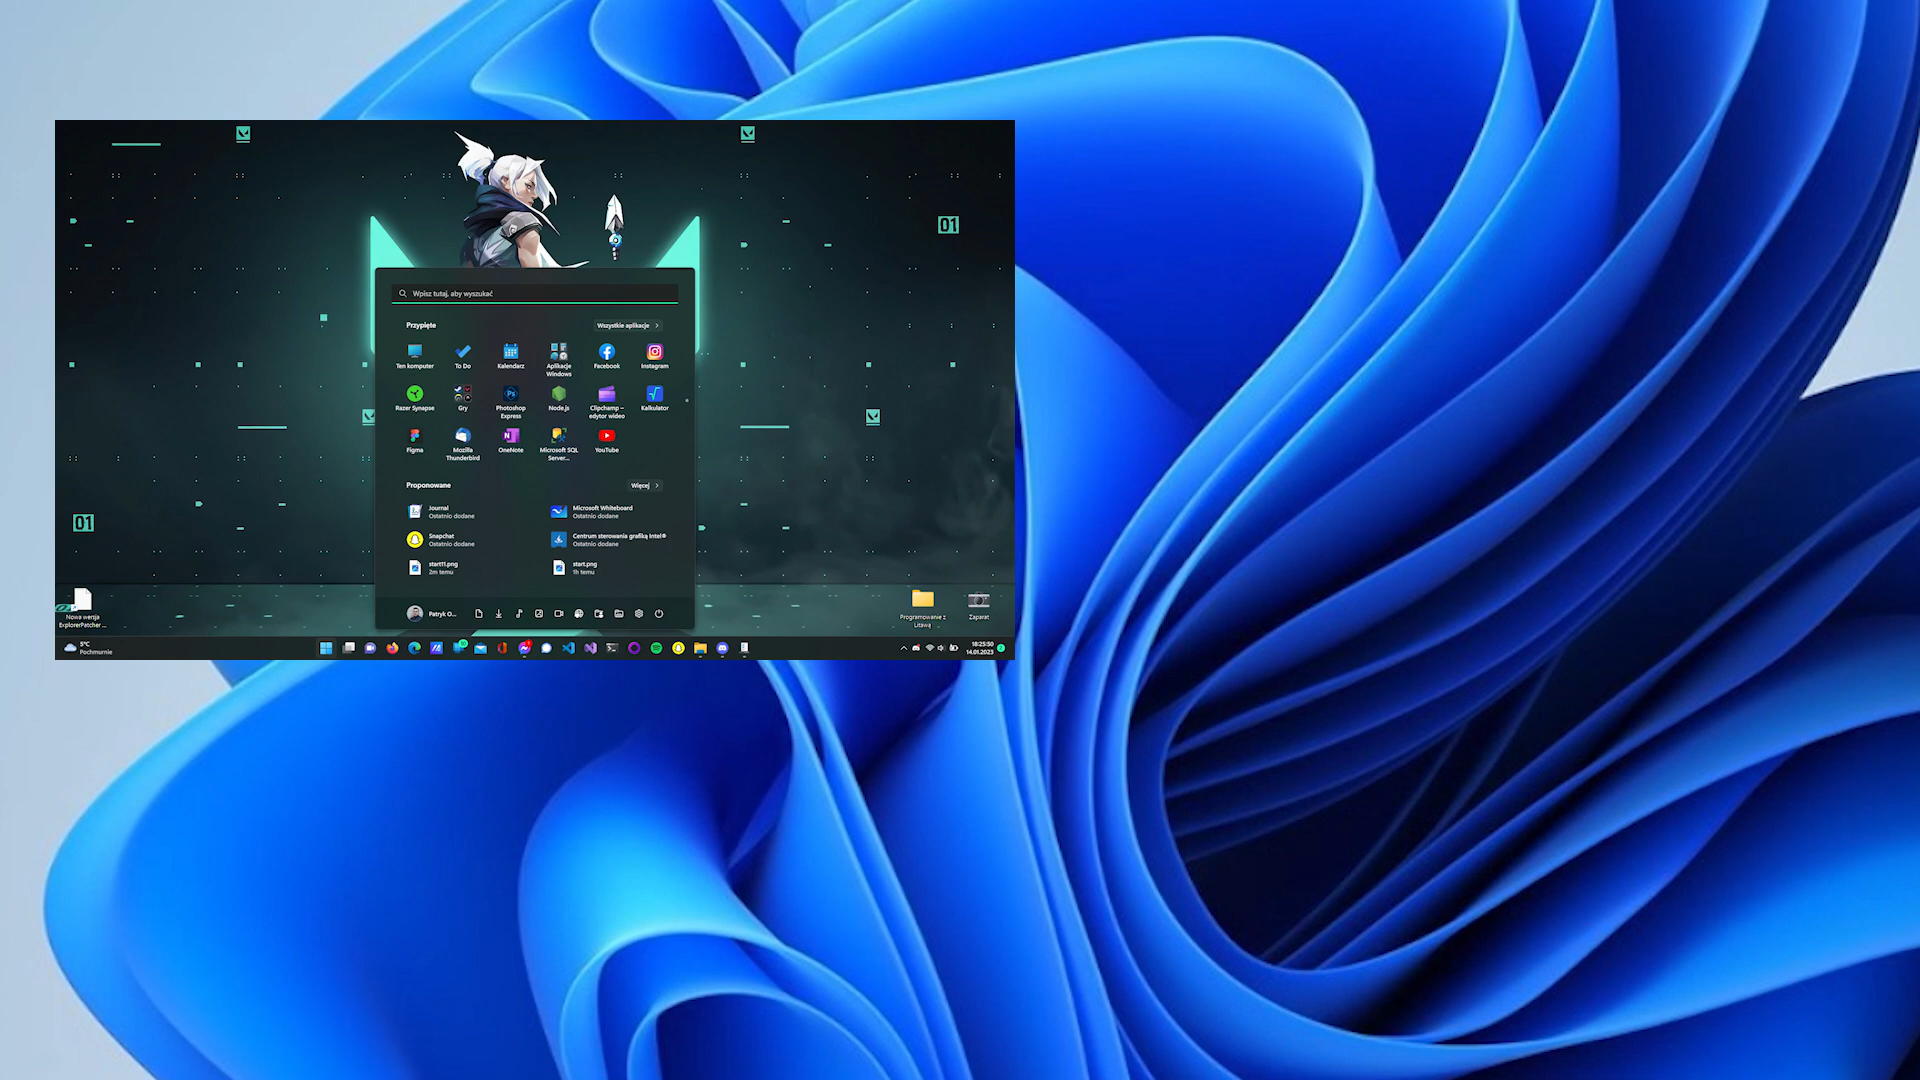 01
01
Wpisz tutaj, aby wyszukać
Przypięte
Wszystkie aplikacje
Ten komputer
To Do
Kalendarz
Aplikacje
Windows
Facebook
Instagram
Razer Synapse
Gry
Photoshop
Express
Node.js
Clipchamp –
edytor wideo
Kalkulator
Figma
Mozilla
Thunderbird
OneNote
Microsoft SQL
Server...
YouTube
Proponowane
Więcej
Journal
Ostatnio dodane
Microsoft Whiteboard
Ostatnio dodane
Snapchat
Ostatnio dodane
Centrum sterowania grafiką Intel®
Ostatnio dodane
start11.png
2m temu
start.png
1h temu
Patryk O...
Nowa wersja
ExplorerPatcher ...
Programowanie z
Litawą
Zaparat
5°C
Pochmurnie
18:25:50
14.01.2023